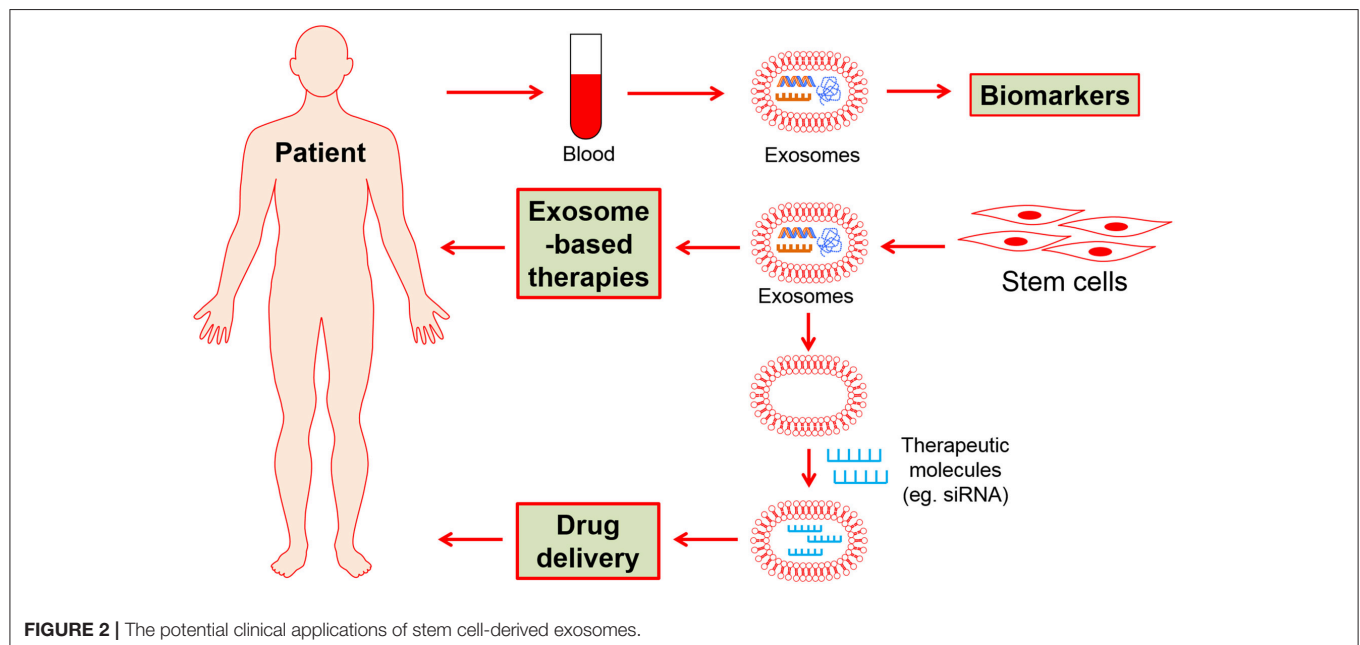 Patient
Blood
Exosomes
Biomarkers
Exosome
-based
therapies
Exosomes
Stem cells
Therapeutic
molecules
(eg. siRNA)
Drug
delivery
FIGURE 2 | The potential clinical applications of stem cell-derived exosomes.